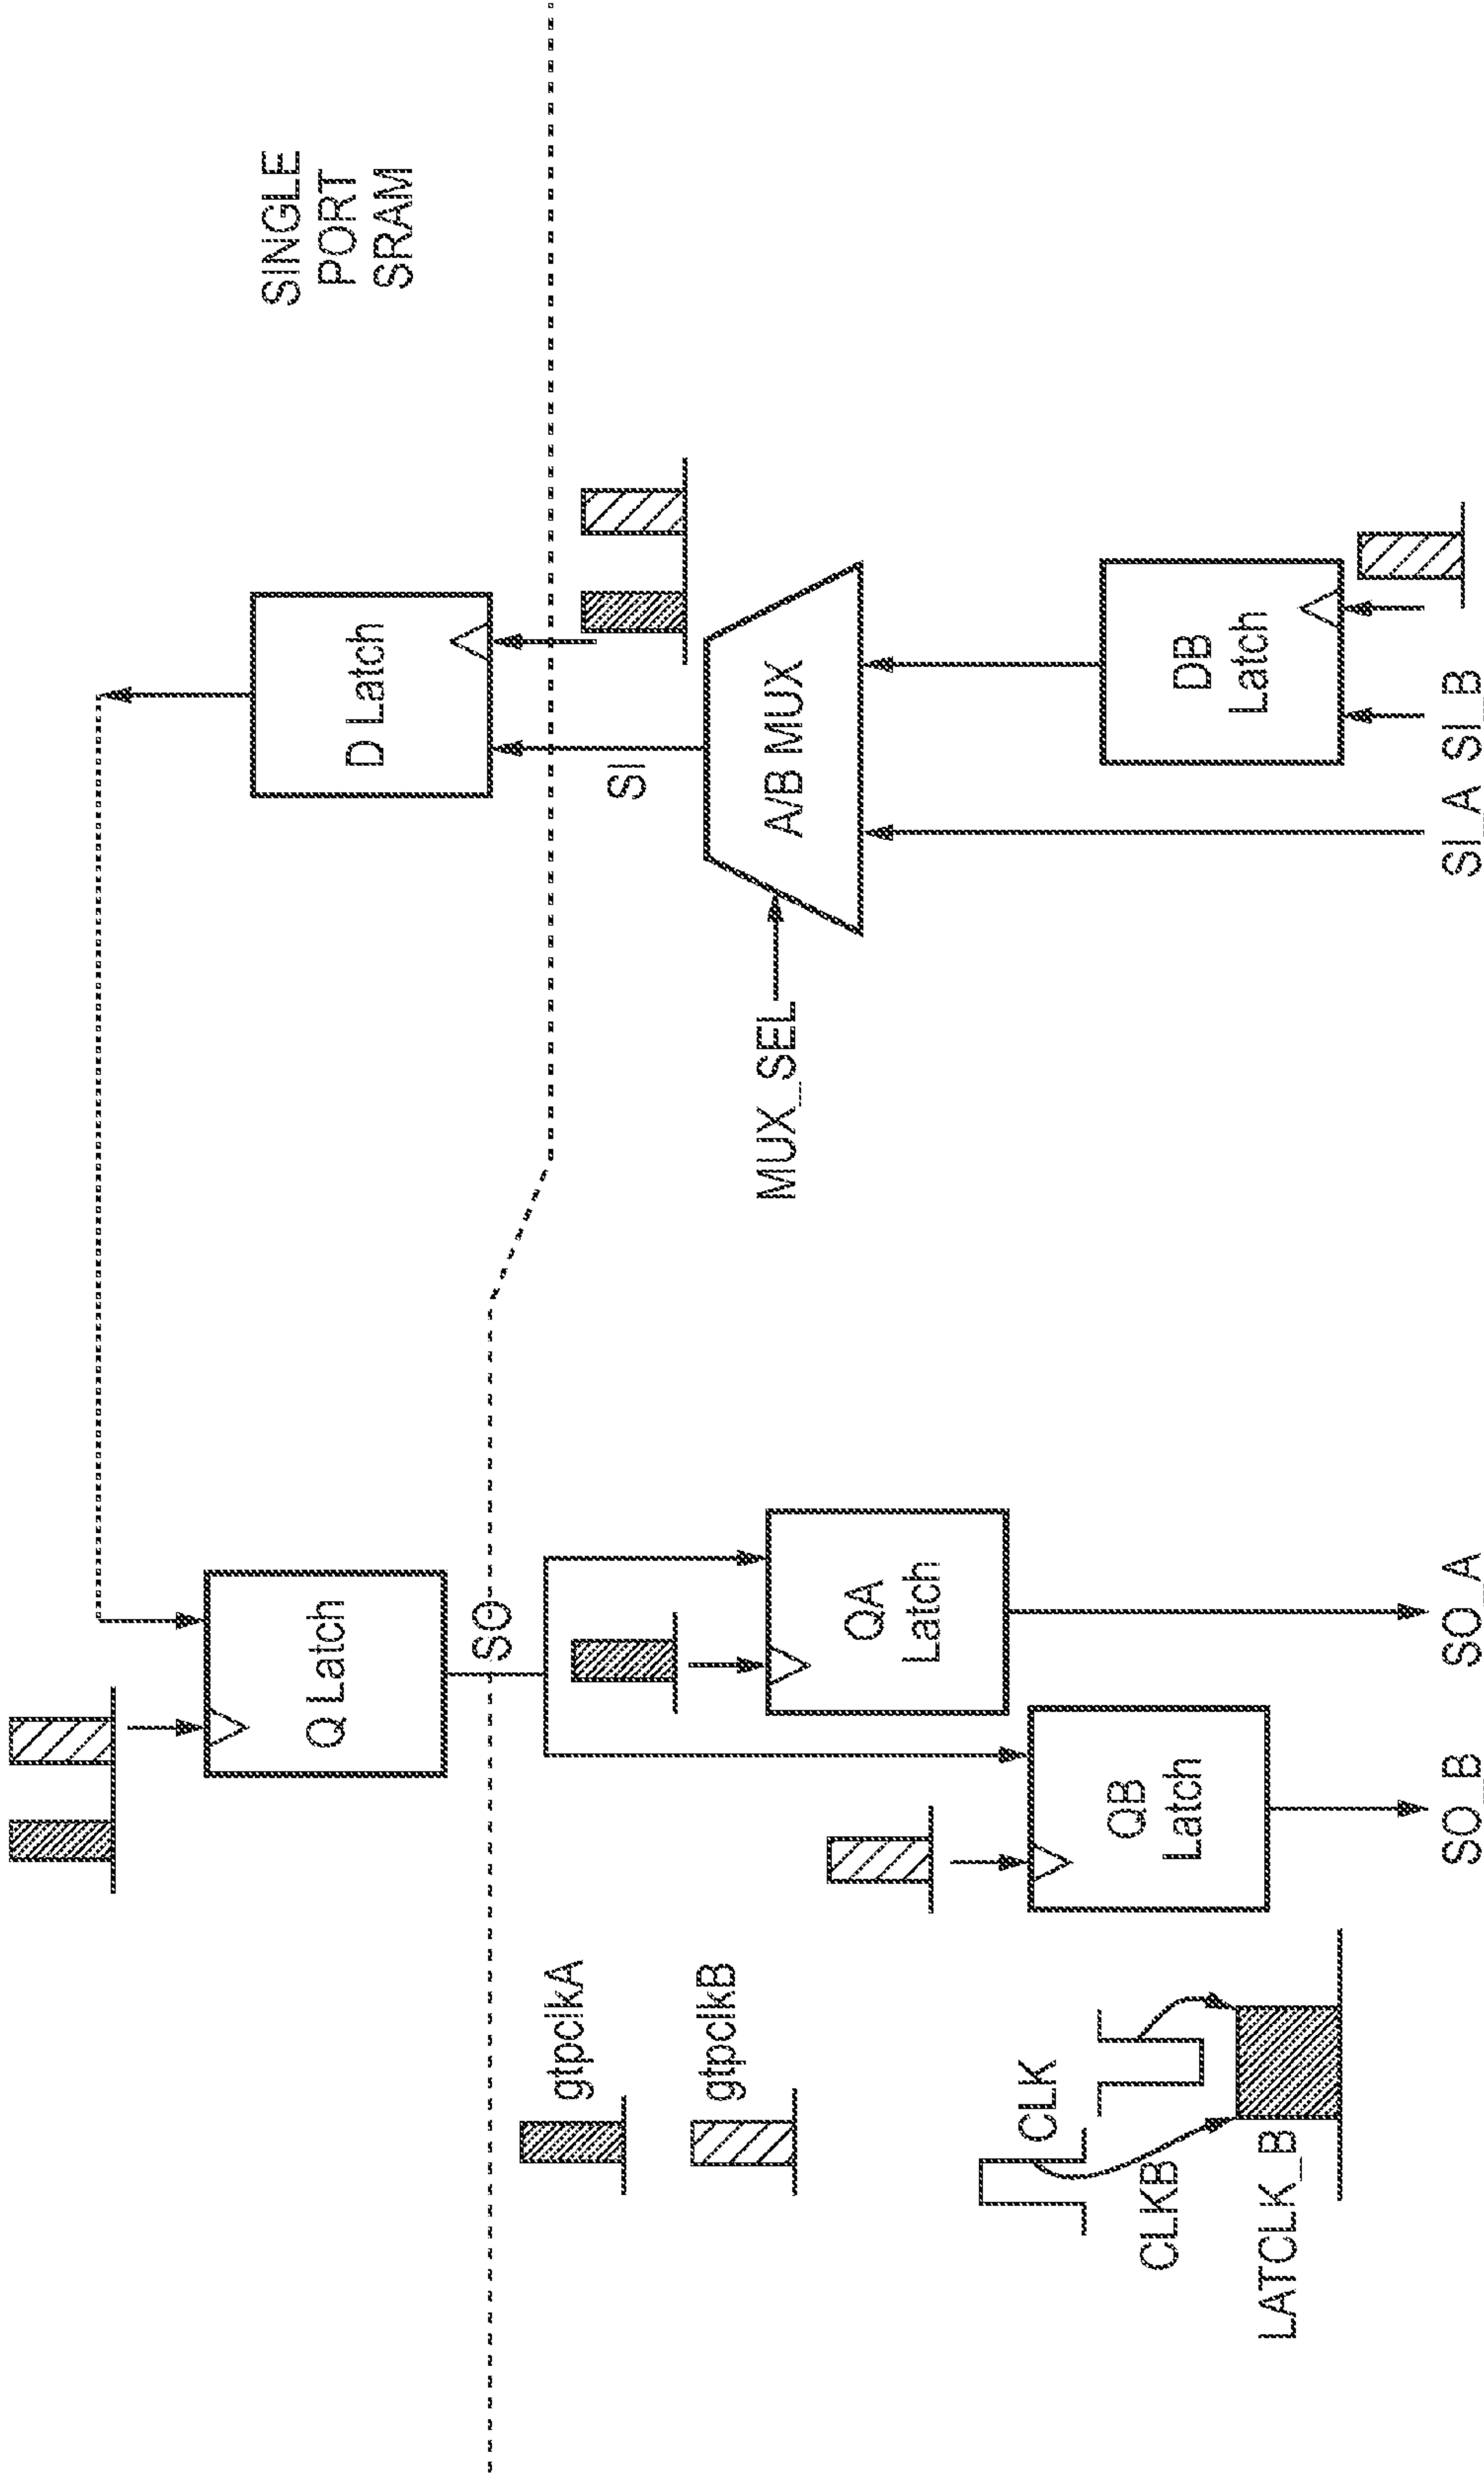 SINGLE
PORT
SRAM
Q Latch
D Latch
SO
SI
gtpclkA
gtpclkB
QA
Latch
MUX_SEL
A/B MUX
CLK
CLKB
LATCLK_B
QB
Latch
DB
Latch
SO_B
SO_A
SI_A
SI_B